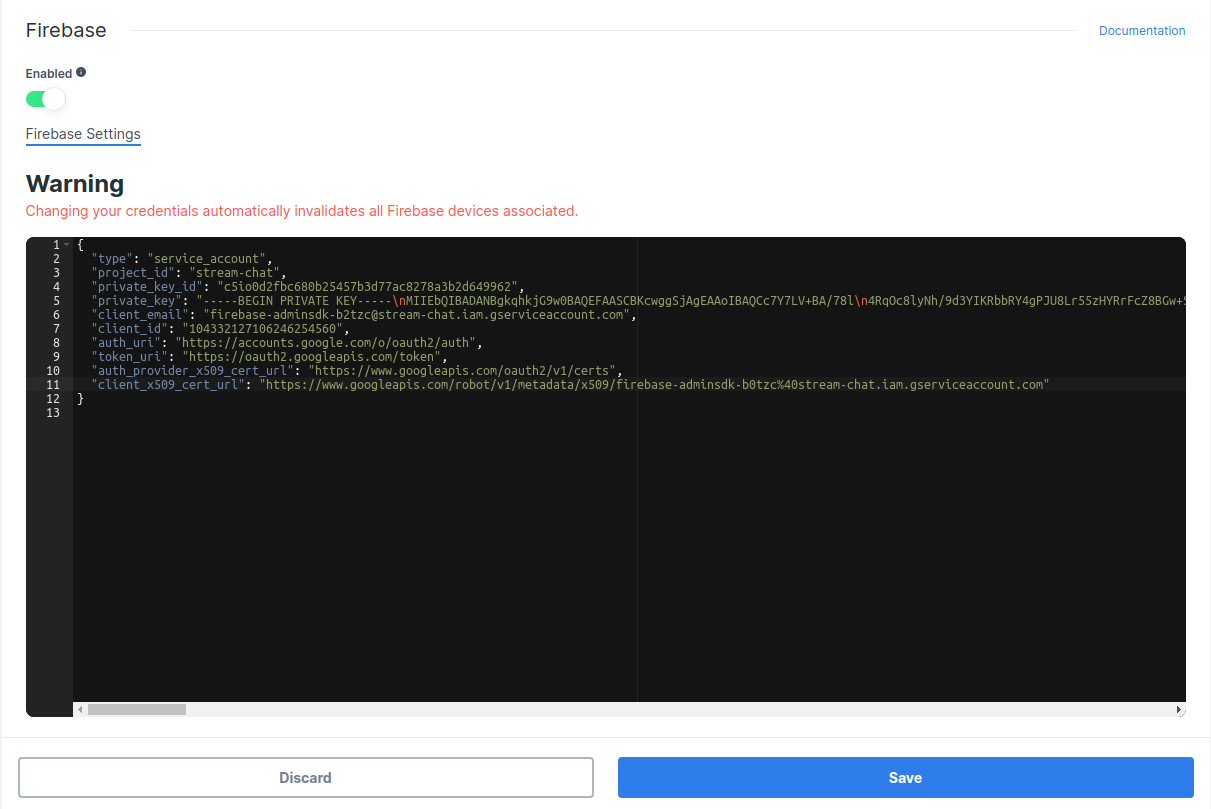 Firebase
Documentation
Enabled
Firebase Settings
Warning
Changing your credentials automatically invalidates all Firebase devices associated.
1 {
2 "type": "service_account",
3 "project_id": "stream-chat",
4 "private_key_id": "c5io0d2fbc680b25457b3d77ac8278a3b2d649962",
5 "private_key": "-----BEGIN PRIVATE KEY-----\nMIIEbQIBADANBgkqhkjG9w0BAQEFAASCBKcwggSjAgEAAoIBAQCc7Y7LV+BA/78l\n4RqOc8lyNh/9d3YIKRbbRY4gPJU8Lr55zHYRrFcZ8BGw+S
6 "client_email": "firebase-adminsdk-b2tzc@stream-chat.iam.gserviceaccount.com",
7 "client_id": "104332127106246254560",
8 "auth_uri": "https://accounts.google.com/o/oauth2/auth",
9 "token_uri": "https://oauth2.googleapis.com/token",
10 "auth_provider_x509_cert_url": "https://www.googleapis.com/oauth2/v1/certs",
11 "client_x509_cert_url": "https://www.googleapis.com/robot/v1/metadata/x509/firebase-adminsdk-b0tzc%40stream-chat.iam.gserviceaccount.com"
12 }
13
Discard
Save